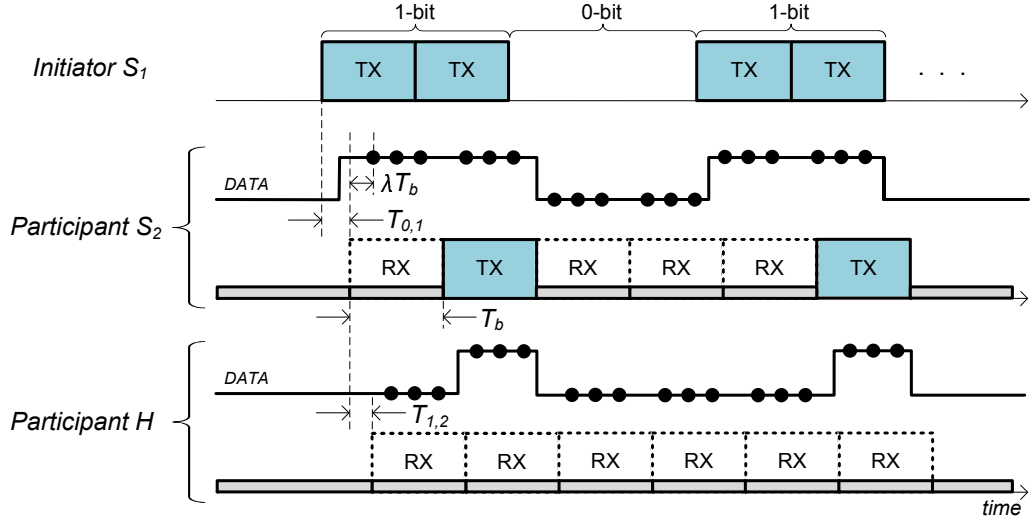 1-bit 0-bit 1-bit
Initiator S1 TX TX TX TX . . .
DATA
λTb
T0,1
Participant S2
RX TX RX RX RX TX
Tb
DATA
T1,2
Participant H
RX RX RX RX RX RX
time